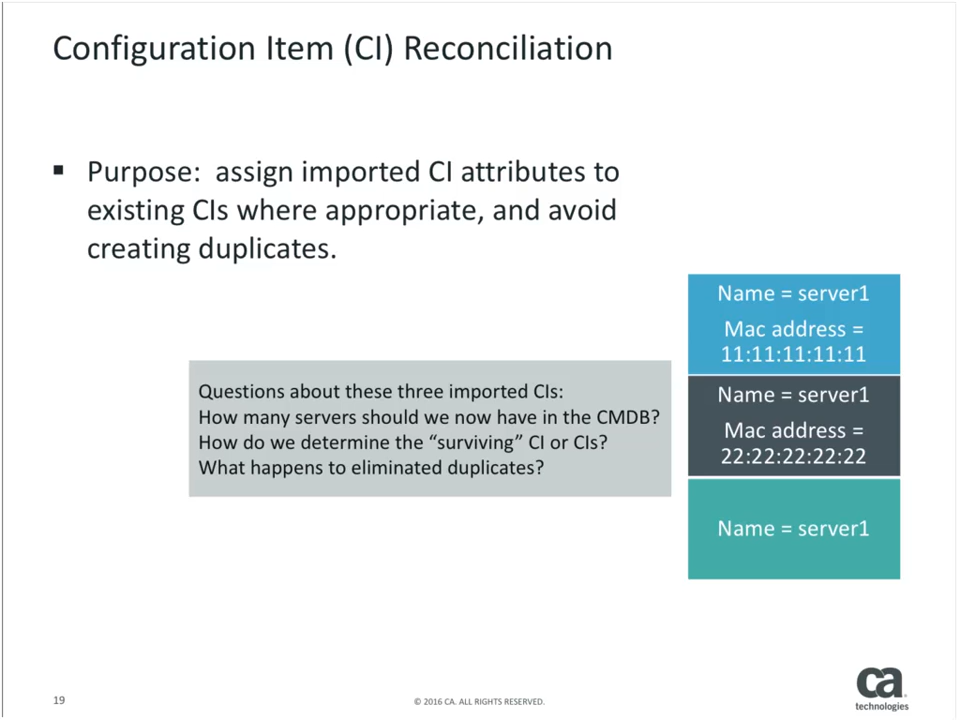 Configuration Item (CI) Reconciliation
▪ Purpose:  assign imported CI attributes to
existing CIs where appropriate, and avoid
creating duplicates.
Name = server1
Mac address =
11:11:11:11:11
Questions about these three imported CIs:
How many servers should we now have in the CMDB?
How do we determine the “surviving” CI or CIs?
What happens to eliminated duplicates?
Name = server1
Mac address =
22:22:22:22:22
Name = server1
19
© 2016 CA. ALL RIGHTS RESERVED.
ca
technologies